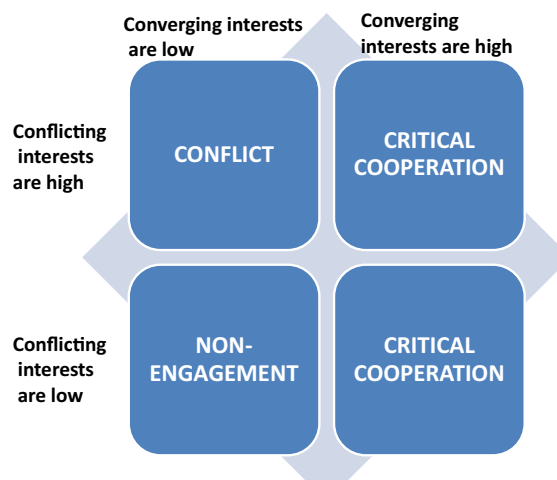 Converging interests
are low
Converging
interests are high
Conflicting
interests
are high
CONFLICT
CRITICAL
COOPERATION
Conflicting
interests
are low
NON-
ENGAGEMENT
CRITICAL
COOPERATION